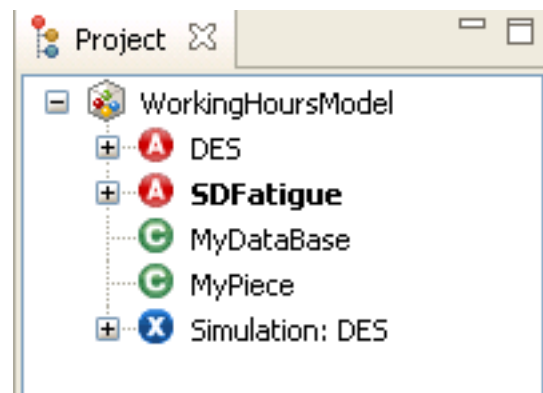 Project
WorkingHoursModel
A DES
A SDFatigue
C MyDataBase
C MyPiece
X Simulation: DES